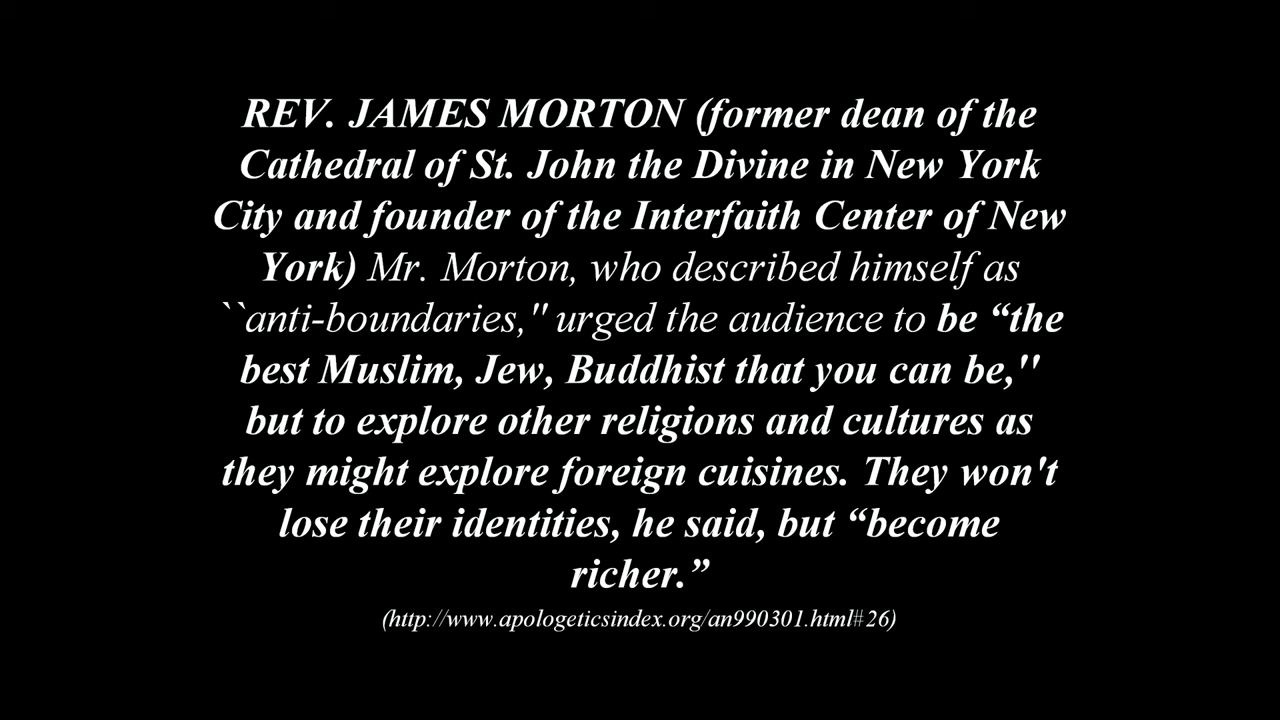 REV. JAMES MORTON (former dean of the
Cathedral of St. John the Divine in New York
City and founder of the Interfaith Center of New
York) Mr. Morton, who described himself as
``anti-boundaries," urged the audience to be “the
best Muslim, Jew, Buddhist that you can be,"
but to explore other religions and cultures as
they might explore foreign cuisines. They won't
lose their identities, he said, but “become
richer.”
(http://www.apologeticsindex.org/an990301.html#26)